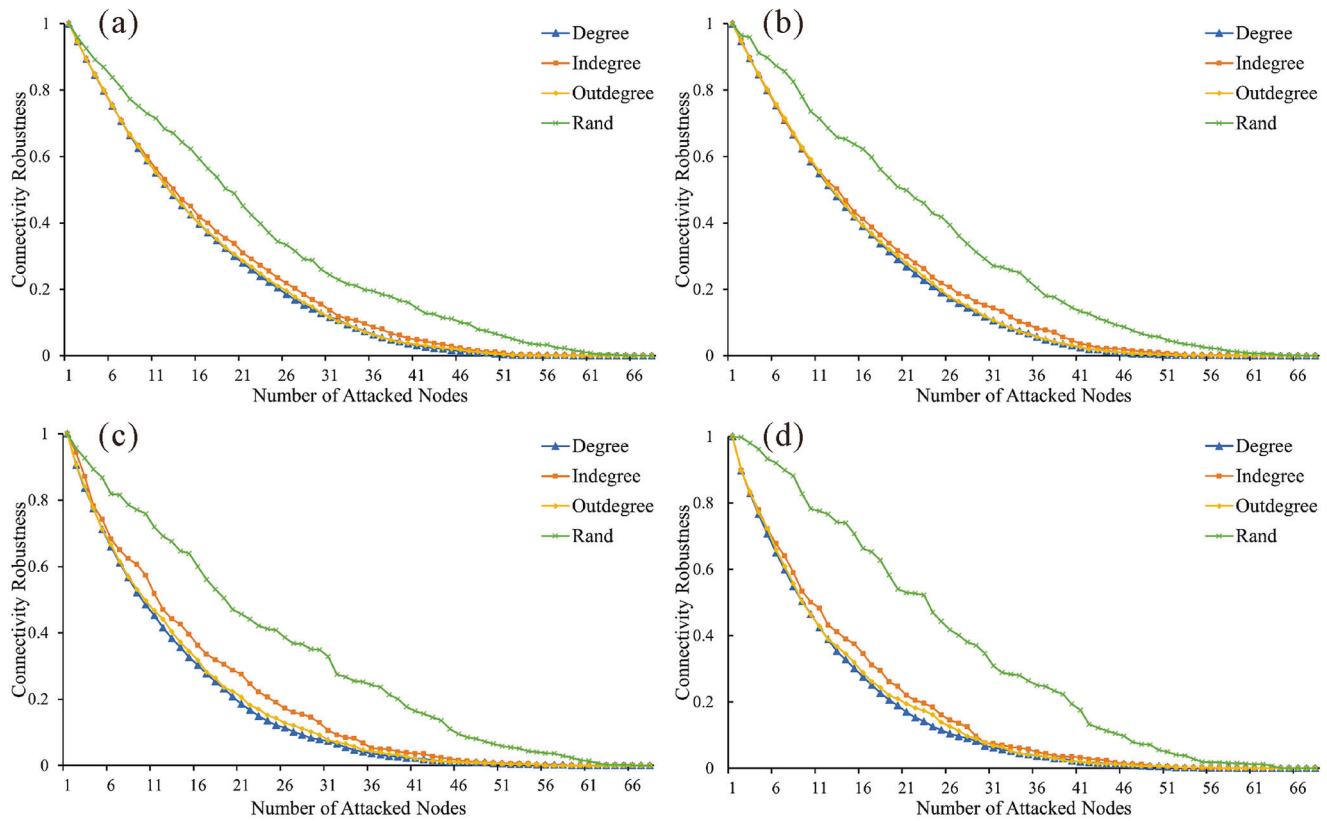 (a)
Connectivity Robustness
1
0.8
0.6
0.4
0.2
0
1 6 11 16 21 26 31 36 41 46 51 56 61 66
Number of Attacked Nodes
Degree
Indegree
Outdegree
Rand
(b)
Connectivity Robustness
1
0.8
0.6
0.4
0.2
0
1 6 11 16 21 26 31 36 41 46 51 56 61 66
Number of Attacked Nodes
Degree
Indegree
Outdegree
Rand
(c)
Connectivity Robustness
1
0.8
0.6
0.4
0.2
0
1 6 11 16 21 26 31 36 41 46 51 56 61 66
Number of Attacked Nodes
Degree
Indegree
Outdegree
Rand
(d)
Connectivity Robustness
1
0.8
0.6
0.4
0.2
0
1 6 11 16 21 26 31 36 41 46 51 56 61 66
Number of Attacked Nodes
Degree
Indegree
Outdegree
Rand